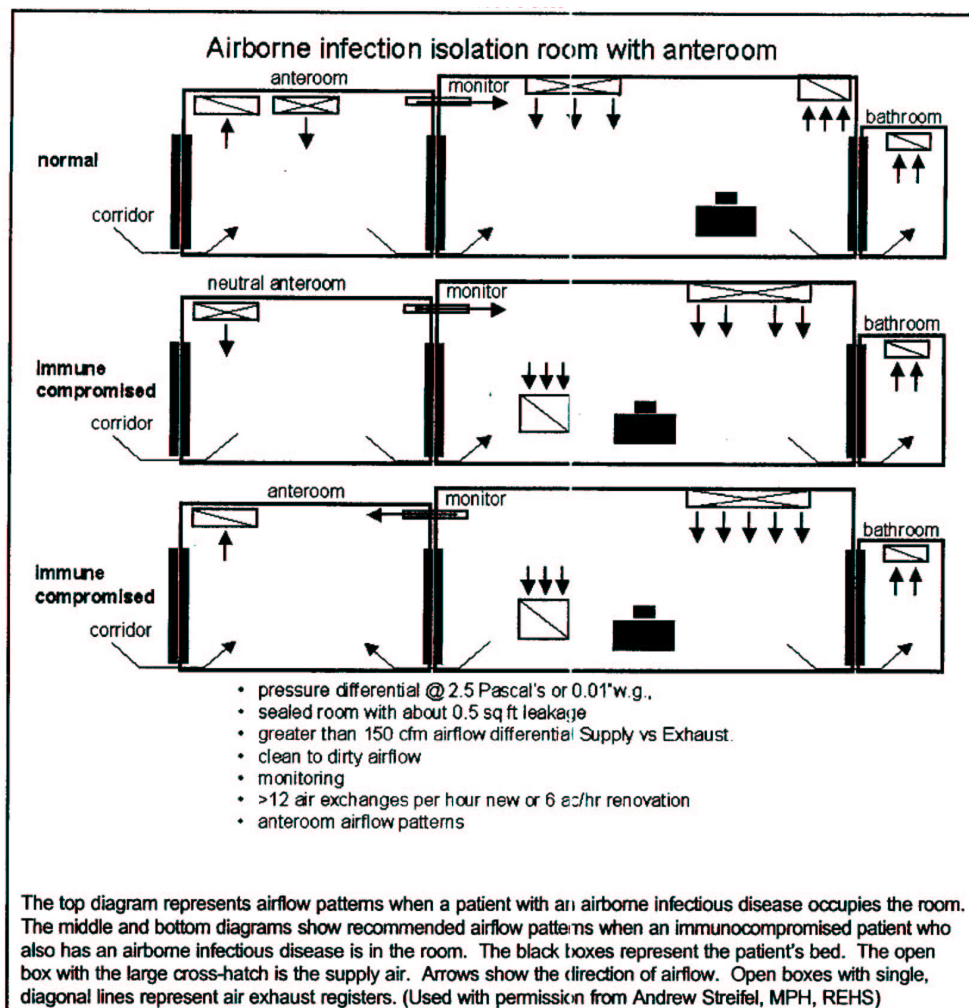 Airborne infection isolation room with anteroom
anteroom
monitor
bathroom
normal
corridor
neutral anteroom
monitor
bathroom
Immune
compromised
corridor
anteroom
monitor
bathroom
Immune
compromised
corridor
• pressure differential @ 2.5 Pascal's or 0.01"w.g.,
• sealed room with about 0.5 sq ft leakage
• greater than 150 cfm airflow differential Supply vs Exhaust.
• clean to dirty airflow
• monitoring
• >12 air exchanges per hour new or 6 ac/hr renovation
• anteroom airflow patterns
The top diagram represents airflow patterns when a patient with an airborne infectious disease occupies the room.
The middle and bottom diagrams show recommended airflow patterns when an immunocompromised patient who
also has an airborne infectious disease is in the room. The black boxes represent the patient's bed. The open
box with the large cross-hatch is the supply air. Arrows show the direction of airflow. Open boxes with single,
diagonal lines represent air exhaust registers. (Used with permission from Andrew Streifel, MPH, REHS)